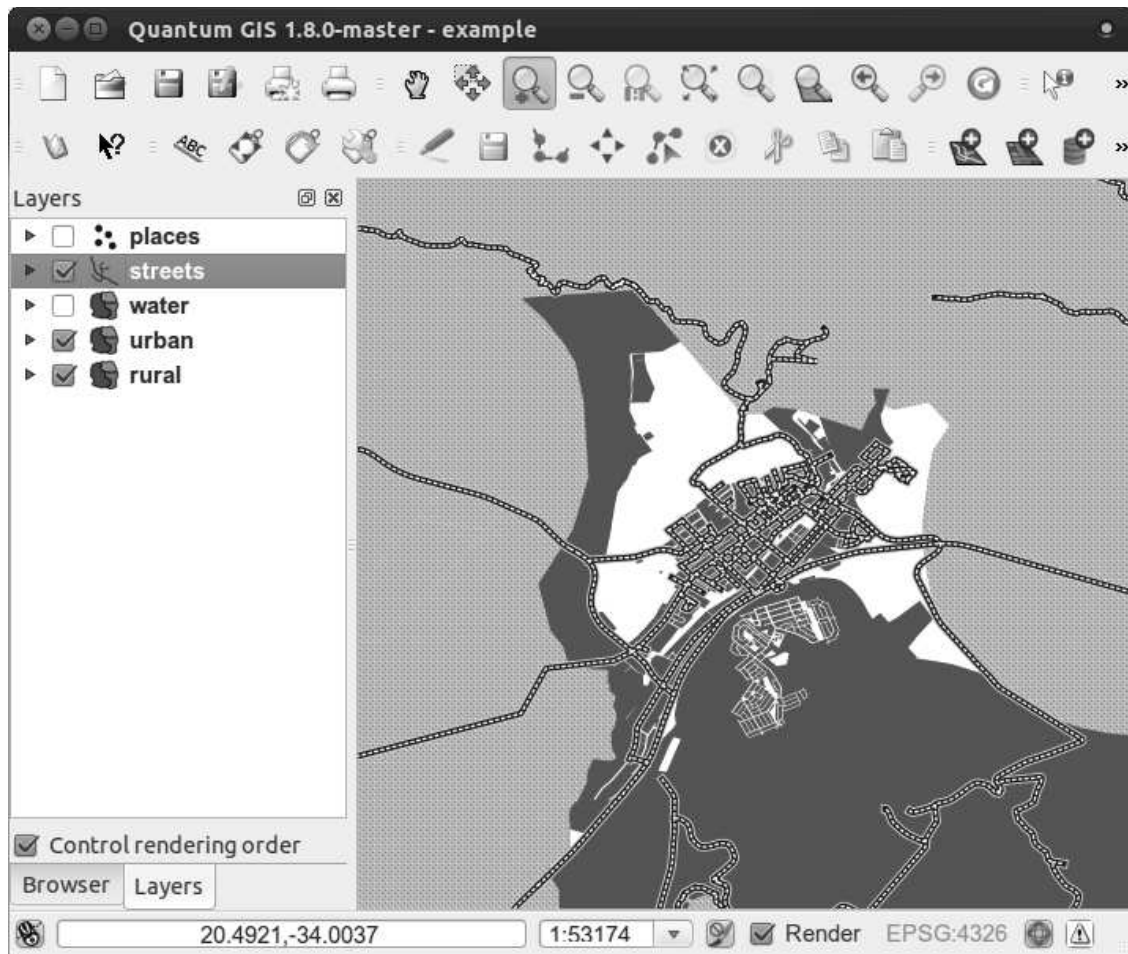 Quantum GIS 1.8.0-master - example
ABC
Layers
places
streets
water
urban
rural
Control rendering order
Browser Layers
20.4921,-34.0037 1:53174 Render EPSG:4326